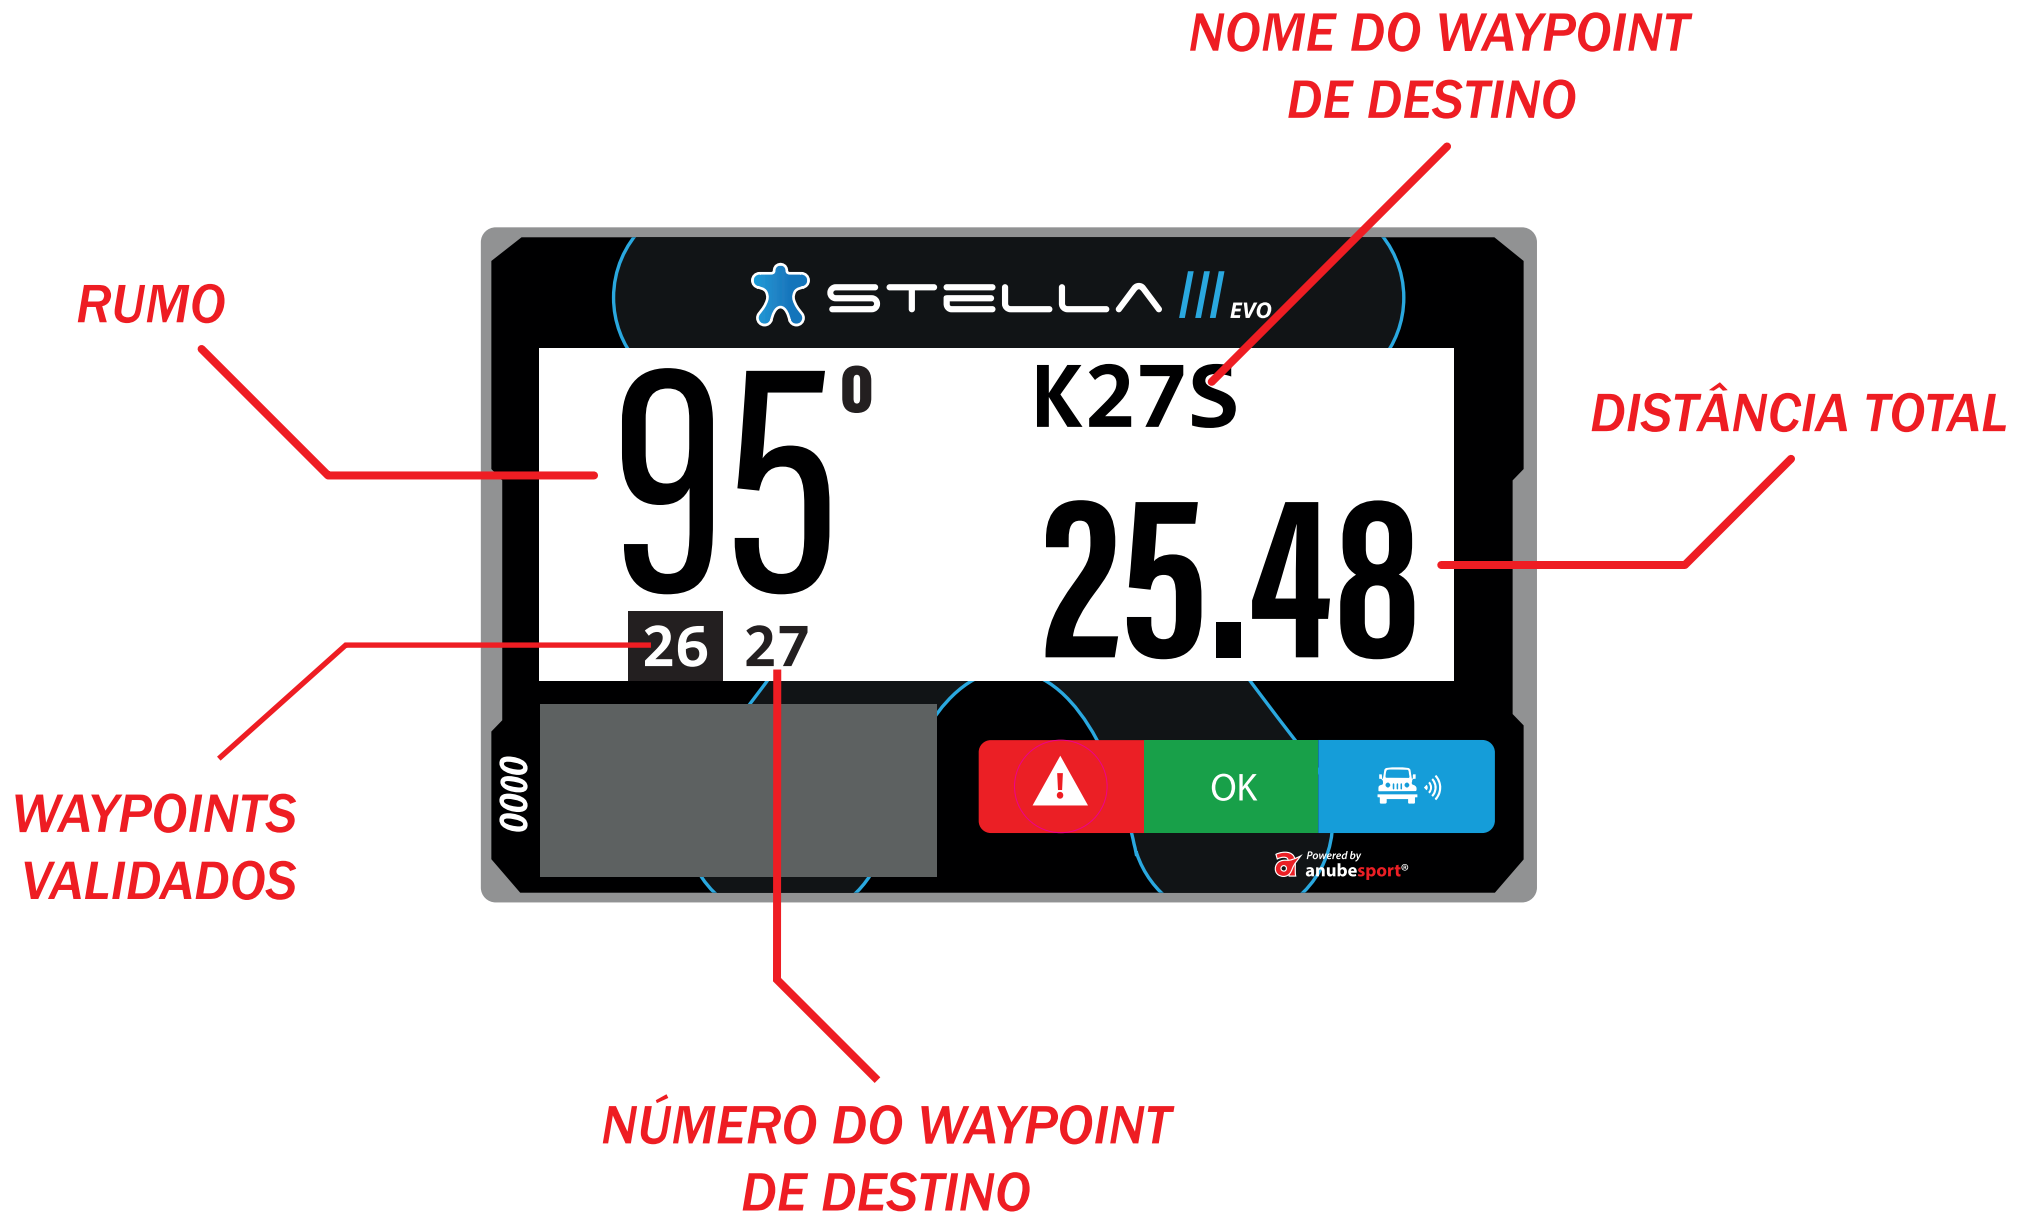 NOME DO WAYPOINT
DE DESTINO
RUMO
STELLA III EVO
95°
K27S
DISTÂNCIA TOTAL
25.48
26 27
WAYPOINTS
VALIDADOS
0000
OK
Powered by
anubesport®
NÚMERO DO WAYPOINT
DE DESTINO